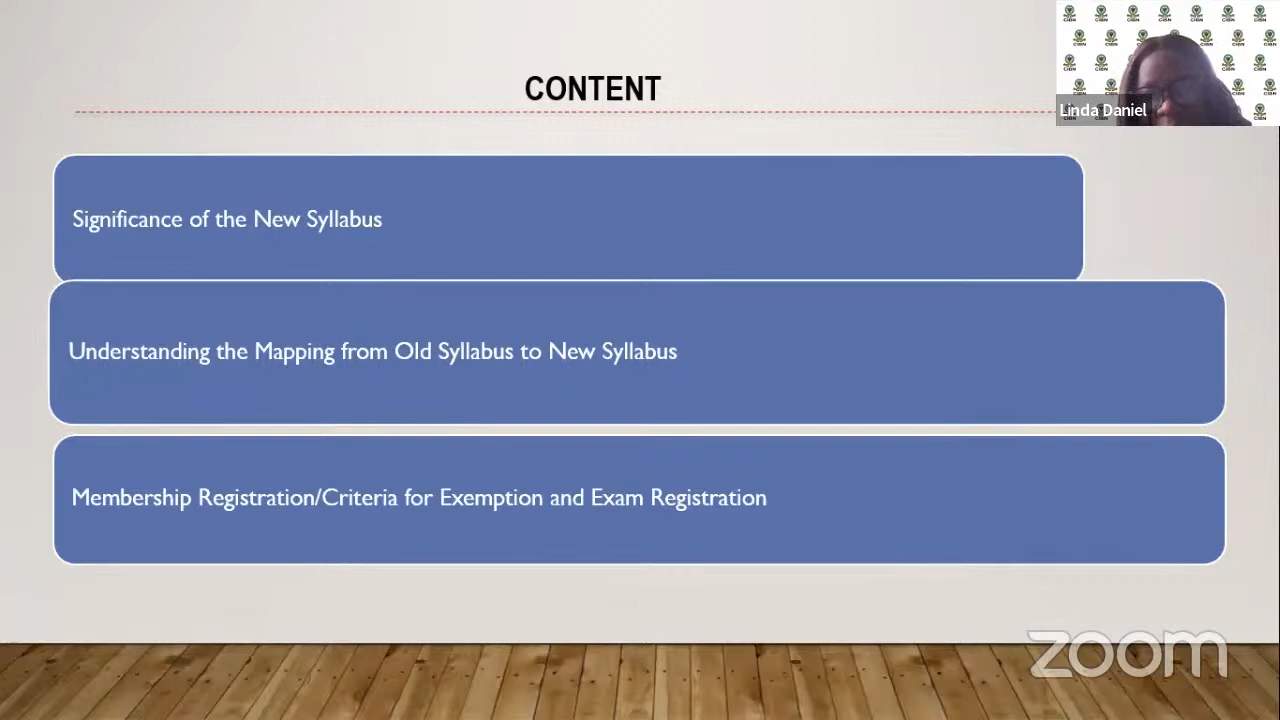 CONTENT
Linda Daniel
Significance of the New Syllabus
Understanding the Mapping from Old Syllabus to New Syllabus
Membership Registration/Criteria for Exemption and Exam Registration
zoom